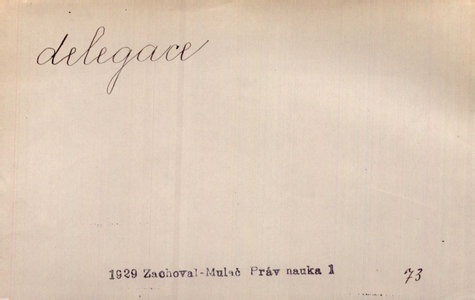 delegace
1929 Zachoval-Mulač Práv nauka 1
73